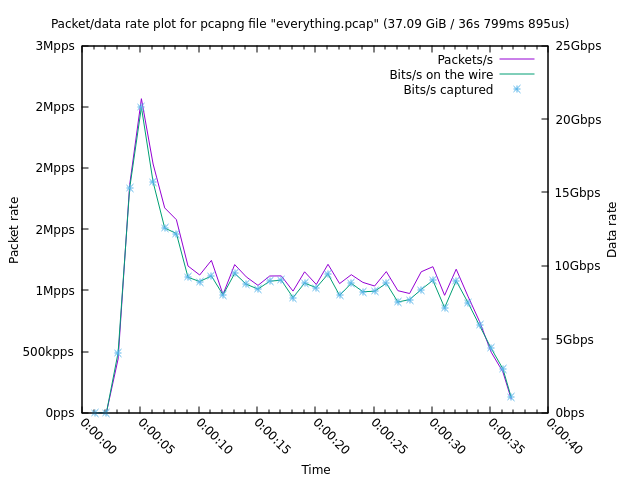 Packet/data rate plot for pcapng file "everything.pcap" (37.09 GiB / 36s 799ms 895us)
3Mpps
2Mpps
2Mpps
2Mpps
1Mpps
500kpps
0pps
Packet rate
Packets/s
Bits/s on the wire
Bits/s captured
25Gbps
20Gbps
15Gbps
10Gbps
5Gbps
0bps
Data rate
0:00:00
0:00:05
0:00:10
0:00:15
0:00:20
0:00:25
0:00:30
0:00:35
0:00:40
Time